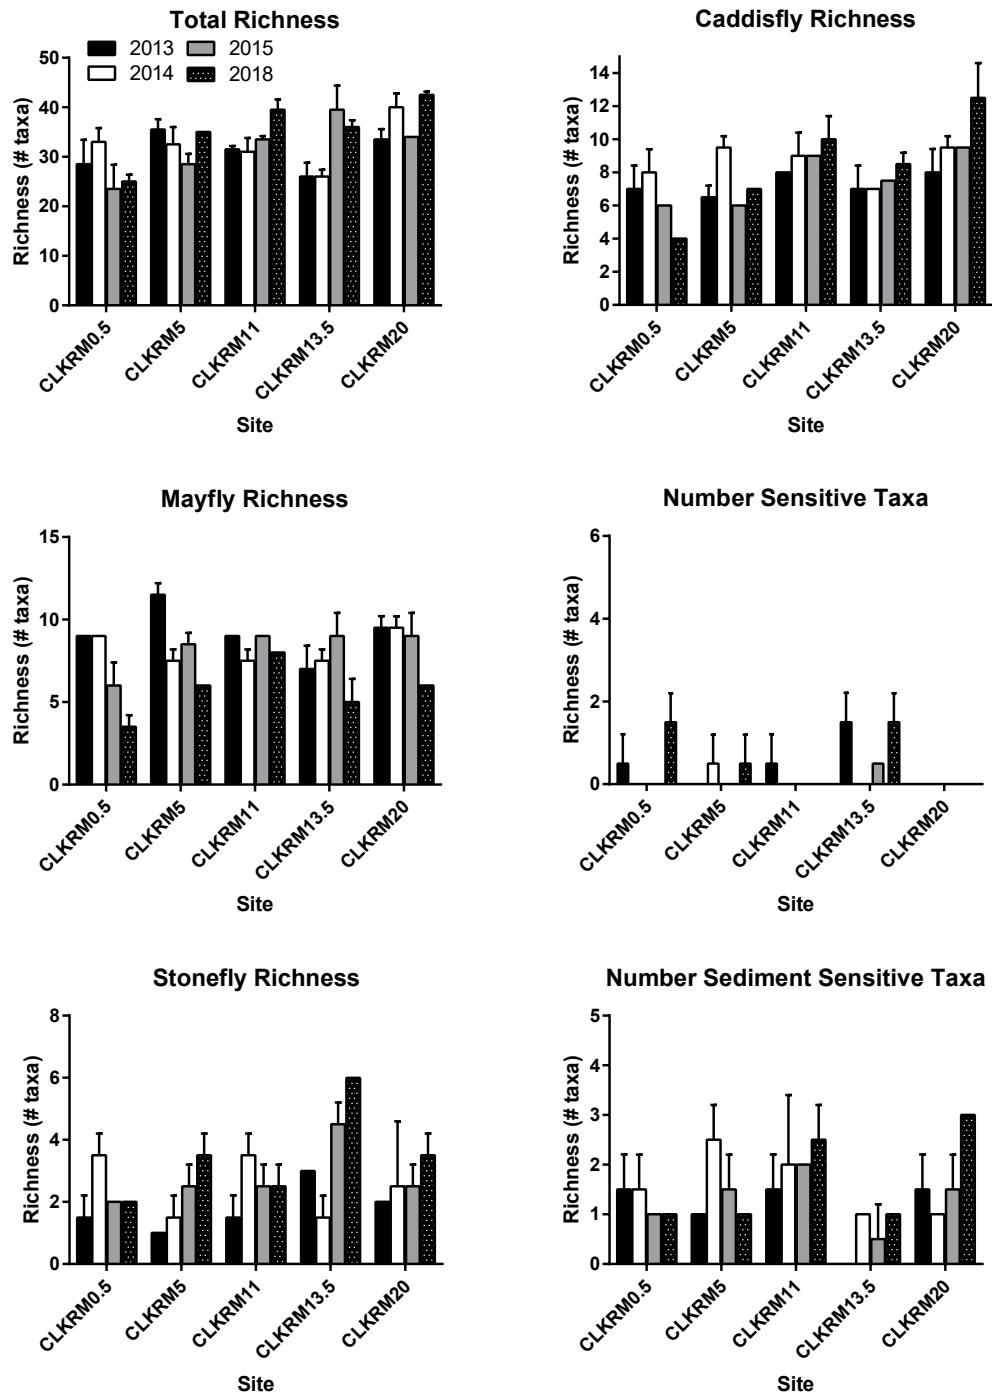 Total Richness
2013
2015
2014
2018
Richness (# taxa)
50
40
30
20
10
0
CLKRM0.5
CLKRM5
CLKRM11
CLKRM13.5
CLKRM20
Site
Caddisfly Richness
Richness (# taxa)
14
12
10
8
6
4
2
0
CLKRM0.5
CLKRM5
CLKRM11
CLKRM13.5
CLKRM20
Site
Mayfly Richness
Richness (# taxa)
15
10
5
0
CLKRM0.5
CLKRM5
CLKRM11
CLKRM13.5
CLKRM20
Site
Number Sensitive Taxa
Richness (# taxa)
6
4
2
0
CLKRM0.5
CLKRM5
CLKRM11
CLKRM13.5
CLKRM20
Site
Stonefly Richness
Richness (# taxa)
8
6
4
2
0
CLKRM0.5
CLKRM5
CLKRM11
CLKRM13.5
CLKRM20
Site
Number Sediment Sensitive Taxa
Richness (# taxa)
5
4
3
2
1
0
CLKRM0.5
CLKRM5
CLKRM11
CLKRM13.5
CLKRM20
Site